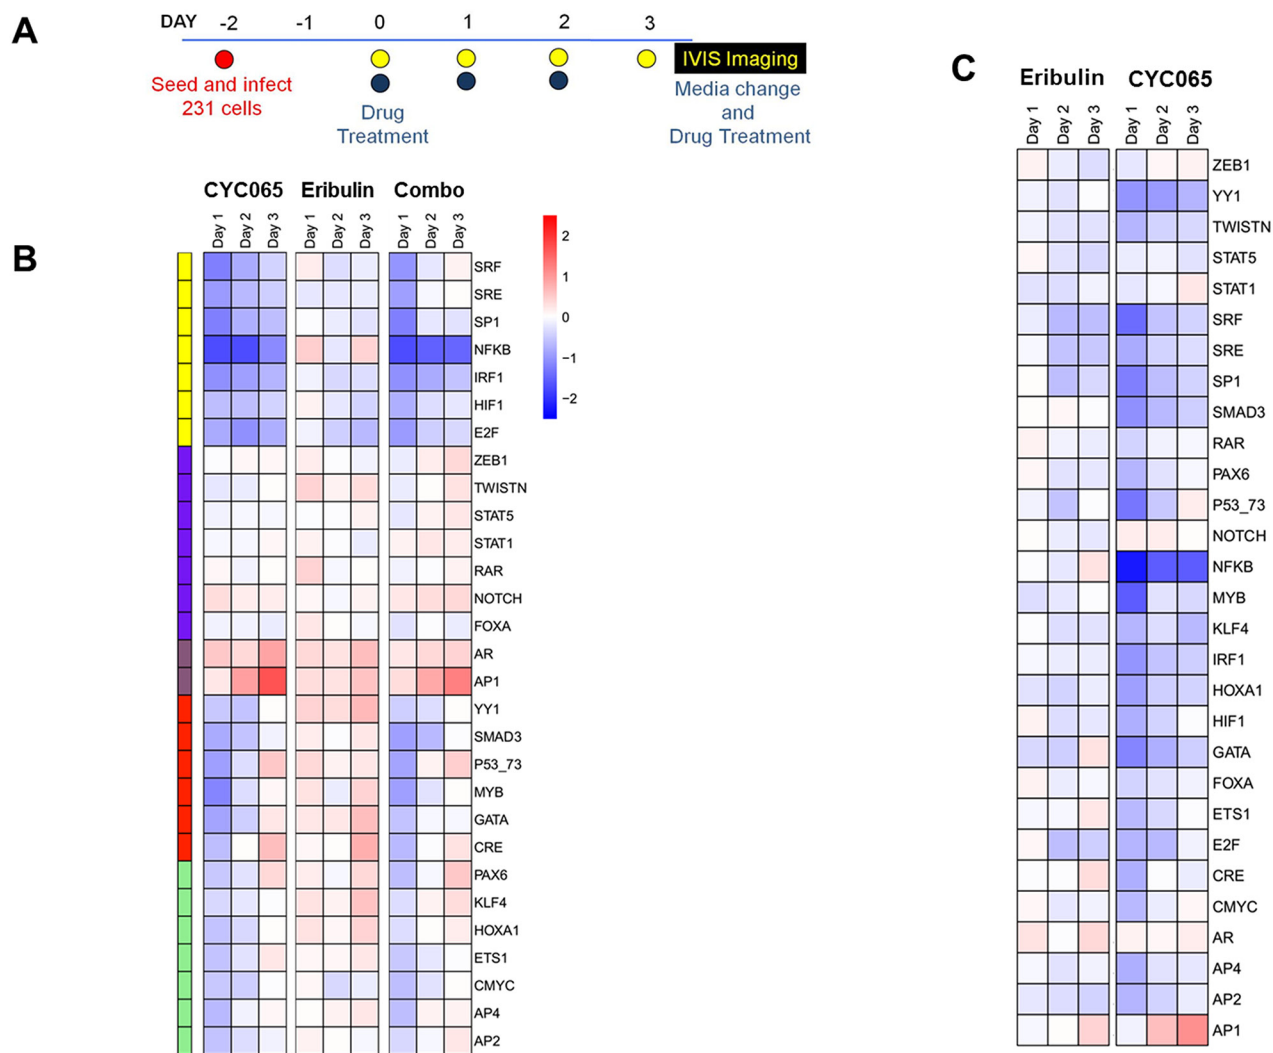 A
DAY -2 -1 0 1 2 3
IVIS Imaging
Seed and infect
231 cells
Drug
Treatment
Media change
and
Drug Treatment
B
CYC065 Eribulin Combo
Day 1 Day 2 Day 3 Day 1 Day 2 Day 3 Day 1 Day 2 Day 3
SRF
SRE
SP1
NFKB
IRF1
HIF1
E2F
ZEB1
TWISTN
STAT5
STAT1
RAR
NOTCH
FOXA
AR
AP1
YY1
SMAD3
P53_73
MYB
GATA
CRE
PAX6
KLF4
HOXA1
ETS1
CMYC
AP4
AP2
2
1
0
−1
−2
C
Eribulin CYC065
Day 1 Day 2 Day 3 Day 1 Day 2 Day 3
ZEB1
YY1
TWISTN
STAT5
STAT1
SRF
SRE
SP1
SMAD3
RAR
PAX6
P53_73
NOTCH
NFKB
MYB
KLF4
IRF1
HOXA1
HIF1
GATA
FOXA
ETS1
E2F
CRE
CMYC
AR
AP4
AP2
AP1